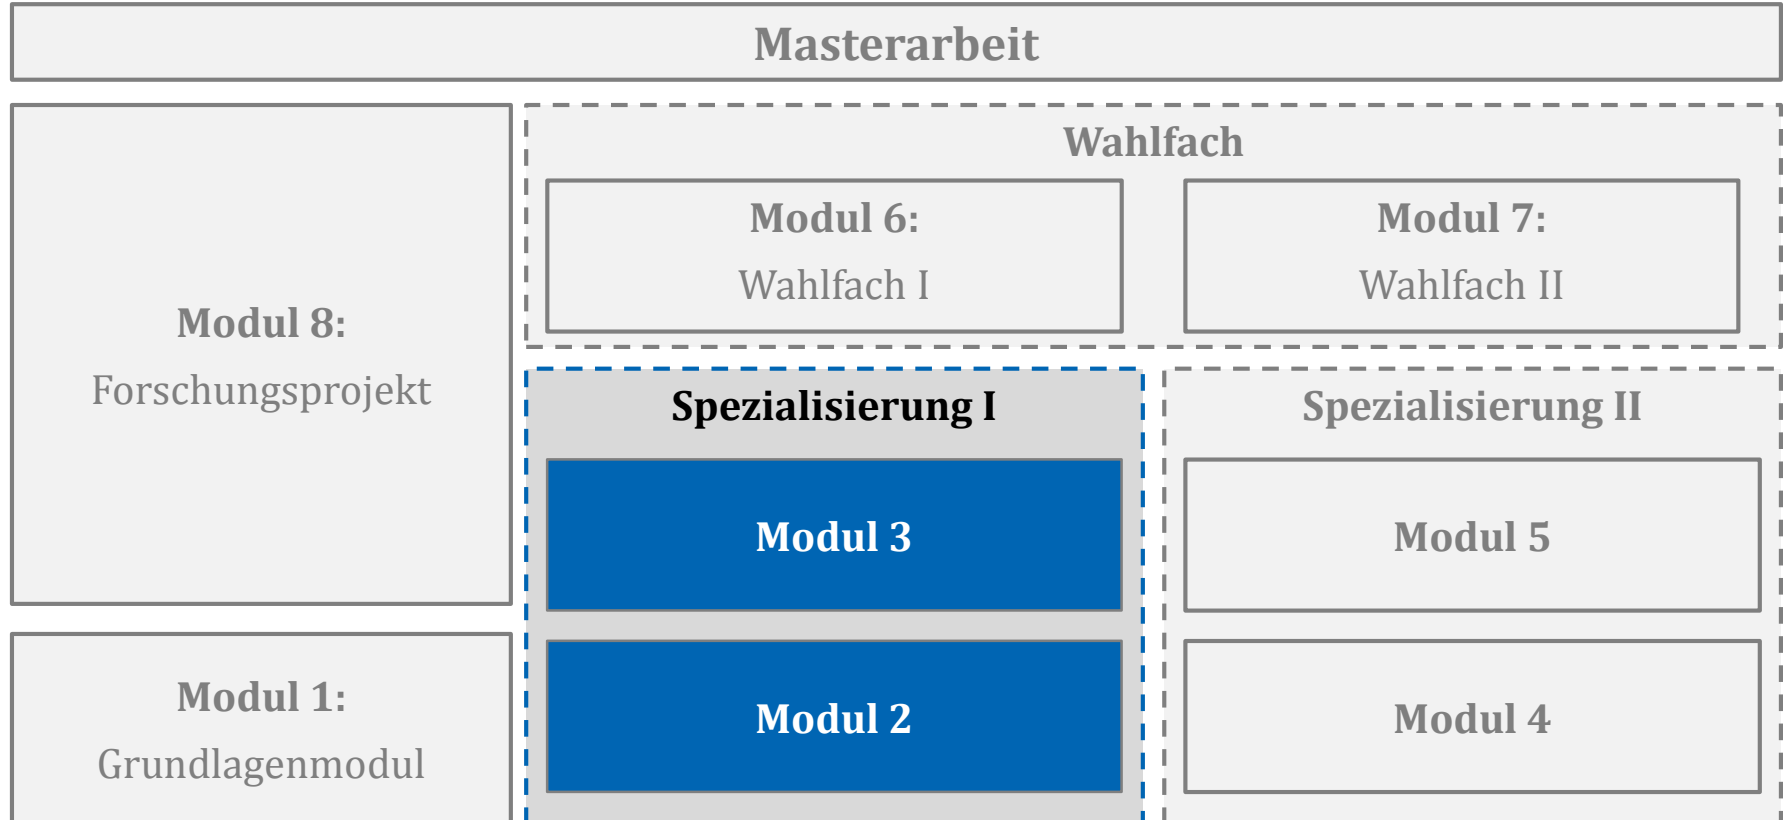 Masterarbeit
Modul 8:
Forschungsprojekt
Wahlfach
Modul 6:
Wahlfach I
Modul 7:
Wahlfach II
Spezialisierung I
Modul 3
Modul 2
Spezialisierung II
Modul 5
Modul 4
Modul 1:
Grundlagenmodul